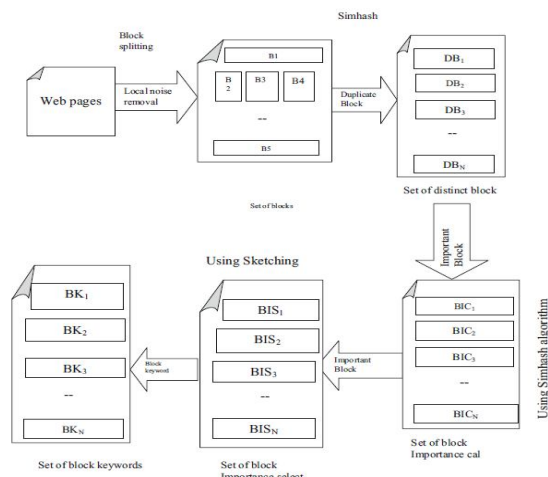 Block
splitting
Simhash
Web pages
Local noise
removal
B1
B
2
B3
B4
--
B5
Set of blocks
Duplicate
Block
DB1
DB2
DB3
--
DBN
Set of distinct block
Important
Block
Using Simhash algorithm
BIC1
BIC2
BIC3
--
BICN
Set of block
Importance cal
Important
Block
Using Sketching
BIS1
BIS2
BIS3
--
BISN
Set of block
Importance select
Block
keyword
BK1
BK2
BK3
--
BKN
Set of block keywords